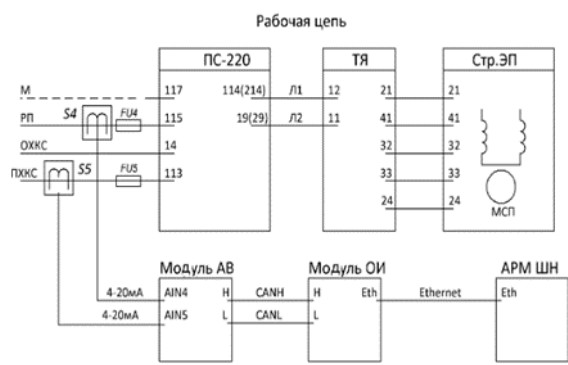 Рабочая цепь
ПС-220 ТЯ Стр.ЭП
М 117 114(214) Л1 12 21 21
РП S4 FU4 115 19(29) Л2 11 41 41
ОХКС 14 32 32
ПХКС S5 FU5 113 33 33
24 24
МСП
Модуль АВ Модуль ОИ АРМ ШН
4-20мА AIN4 H CANH H Eth Ethernet Eth
4-20мА AIN5 L CANL L